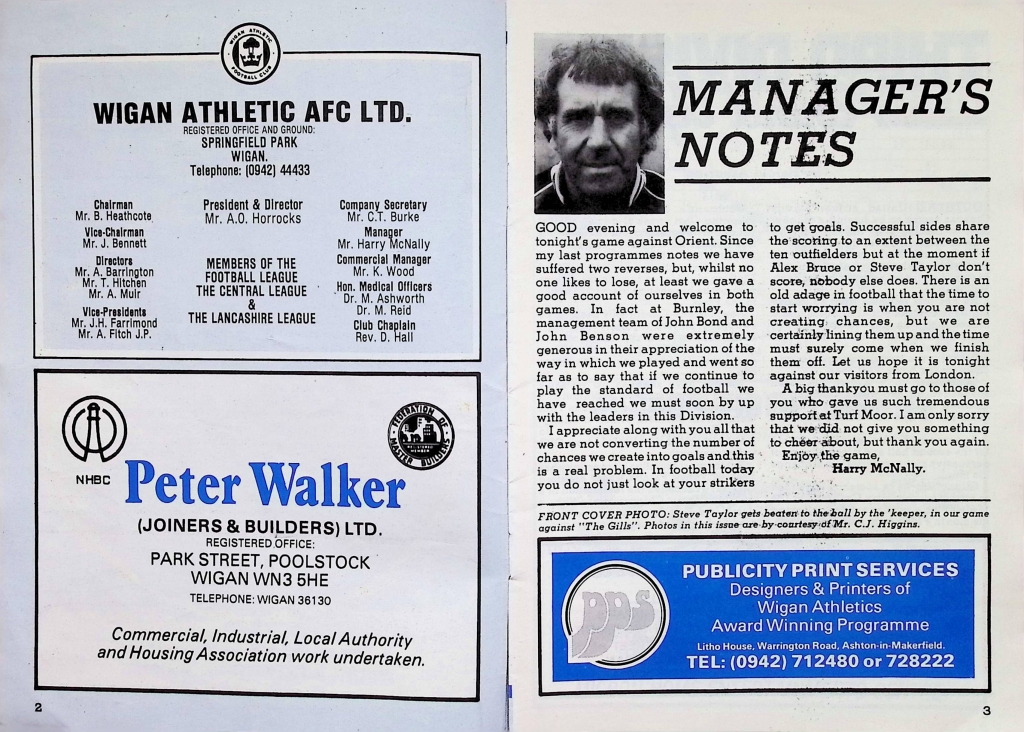 WIGAN ATHLETIC
FOOTBALL CLUB
WIGAN ATHLETIC AFC LTD.
REGISTERED OFFICE AND GROUND:
SPRINGFIELD PARK
WIGAN.
Telephone: (0942) 44433
Chairman
Mr. B. Heathcote
Vice-Chairman
Mr. J. Bennett
Directors
Mr. A. Barrington
Mr. T. Hitchen
Mr. A. Muir
Vice-Presidents
Mr. J.H. Farrimond
Mr. A. Fitch J.P.
President & Director
Mr. A.O. Horrocks
MEMBERS OF THE
FOOTBALL LEAGUE
THE CENTRAL LEAGUE
&
THE LANCASHIRE LEAGUE
Company Secretary
Mr. C.T. Burke
Manager
Mr. Harry McNally
Commercial Manager
Mr. K. Wood
Hon. Medical Officers
Dr. M. Ashworth
Dr. M. Reid
Club Chaplain
Rev. D. Hall
NHBC
FEDERATION OF
MASTER BUILDERS
Peter Walker
(JOINERS & BUILDERS) LTD.
REGISTERED OFFICE:
PARK STREET, POOLSTOCK
WIGAN WN3 5HE
TELEPHONE: WIGAN 36130
Commercial, Industrial, Local Authority
and Housing Association work undertaken.
2
MANAGER'S
NOTES
GOOD evening and welcome to
tonight's game against Orient. Since
my last programmes notes we have
suffered two reverses, but, whilst no
one likes to lose, at least we gave a
good account of ourselves in both
games. In fact at Burnley, the
management team of John Bond and
John Benson were extremely
generous in their appreciation of the
way in which we played and went so
far as to say that if we continue to
play the standard of football we
have reached we must soon by up
with the leaders in this Division.
I appreciate along with you all that
we are not converting the number of
chances we create into goals and this
is a real problem. In football today
you do not just look at your strikers
to get goals. Successful sides share
the scoring to an extent between the
ten outfielders but at the moment if
Alex Bruce or Steve Taylor don't
score, nobody else does. There is an
old adage in football that the time to
start worrying is when you are not
creating chances, but we are
certainly lining them up and the time
must surely come when we finish
them off. Let us hope it is tonight
against our visitors from London.
A big thankyou must go to those of
you who gave us such tremendous
support at Turf Moor. I am only sorry
that we did not give you something
to cheer about, but thank you again.
Enjoy the game,
Harry McNally.
FRONT COVER PHOTO: Steve Taylor gets beaten to the ball by the 'keeper, in our game
against "The Gills". Photos in this issue are by courtesy of Mr. C.J. Higgins.
pps
PUBLICITY PRINT SERVICES
Designers & Printers of
Wigan Athletics
Award Winning Programme
Litho House, Warrington Road, Ashton-in-Makerfield.
TEL: (0942) 712480 or 728222
3